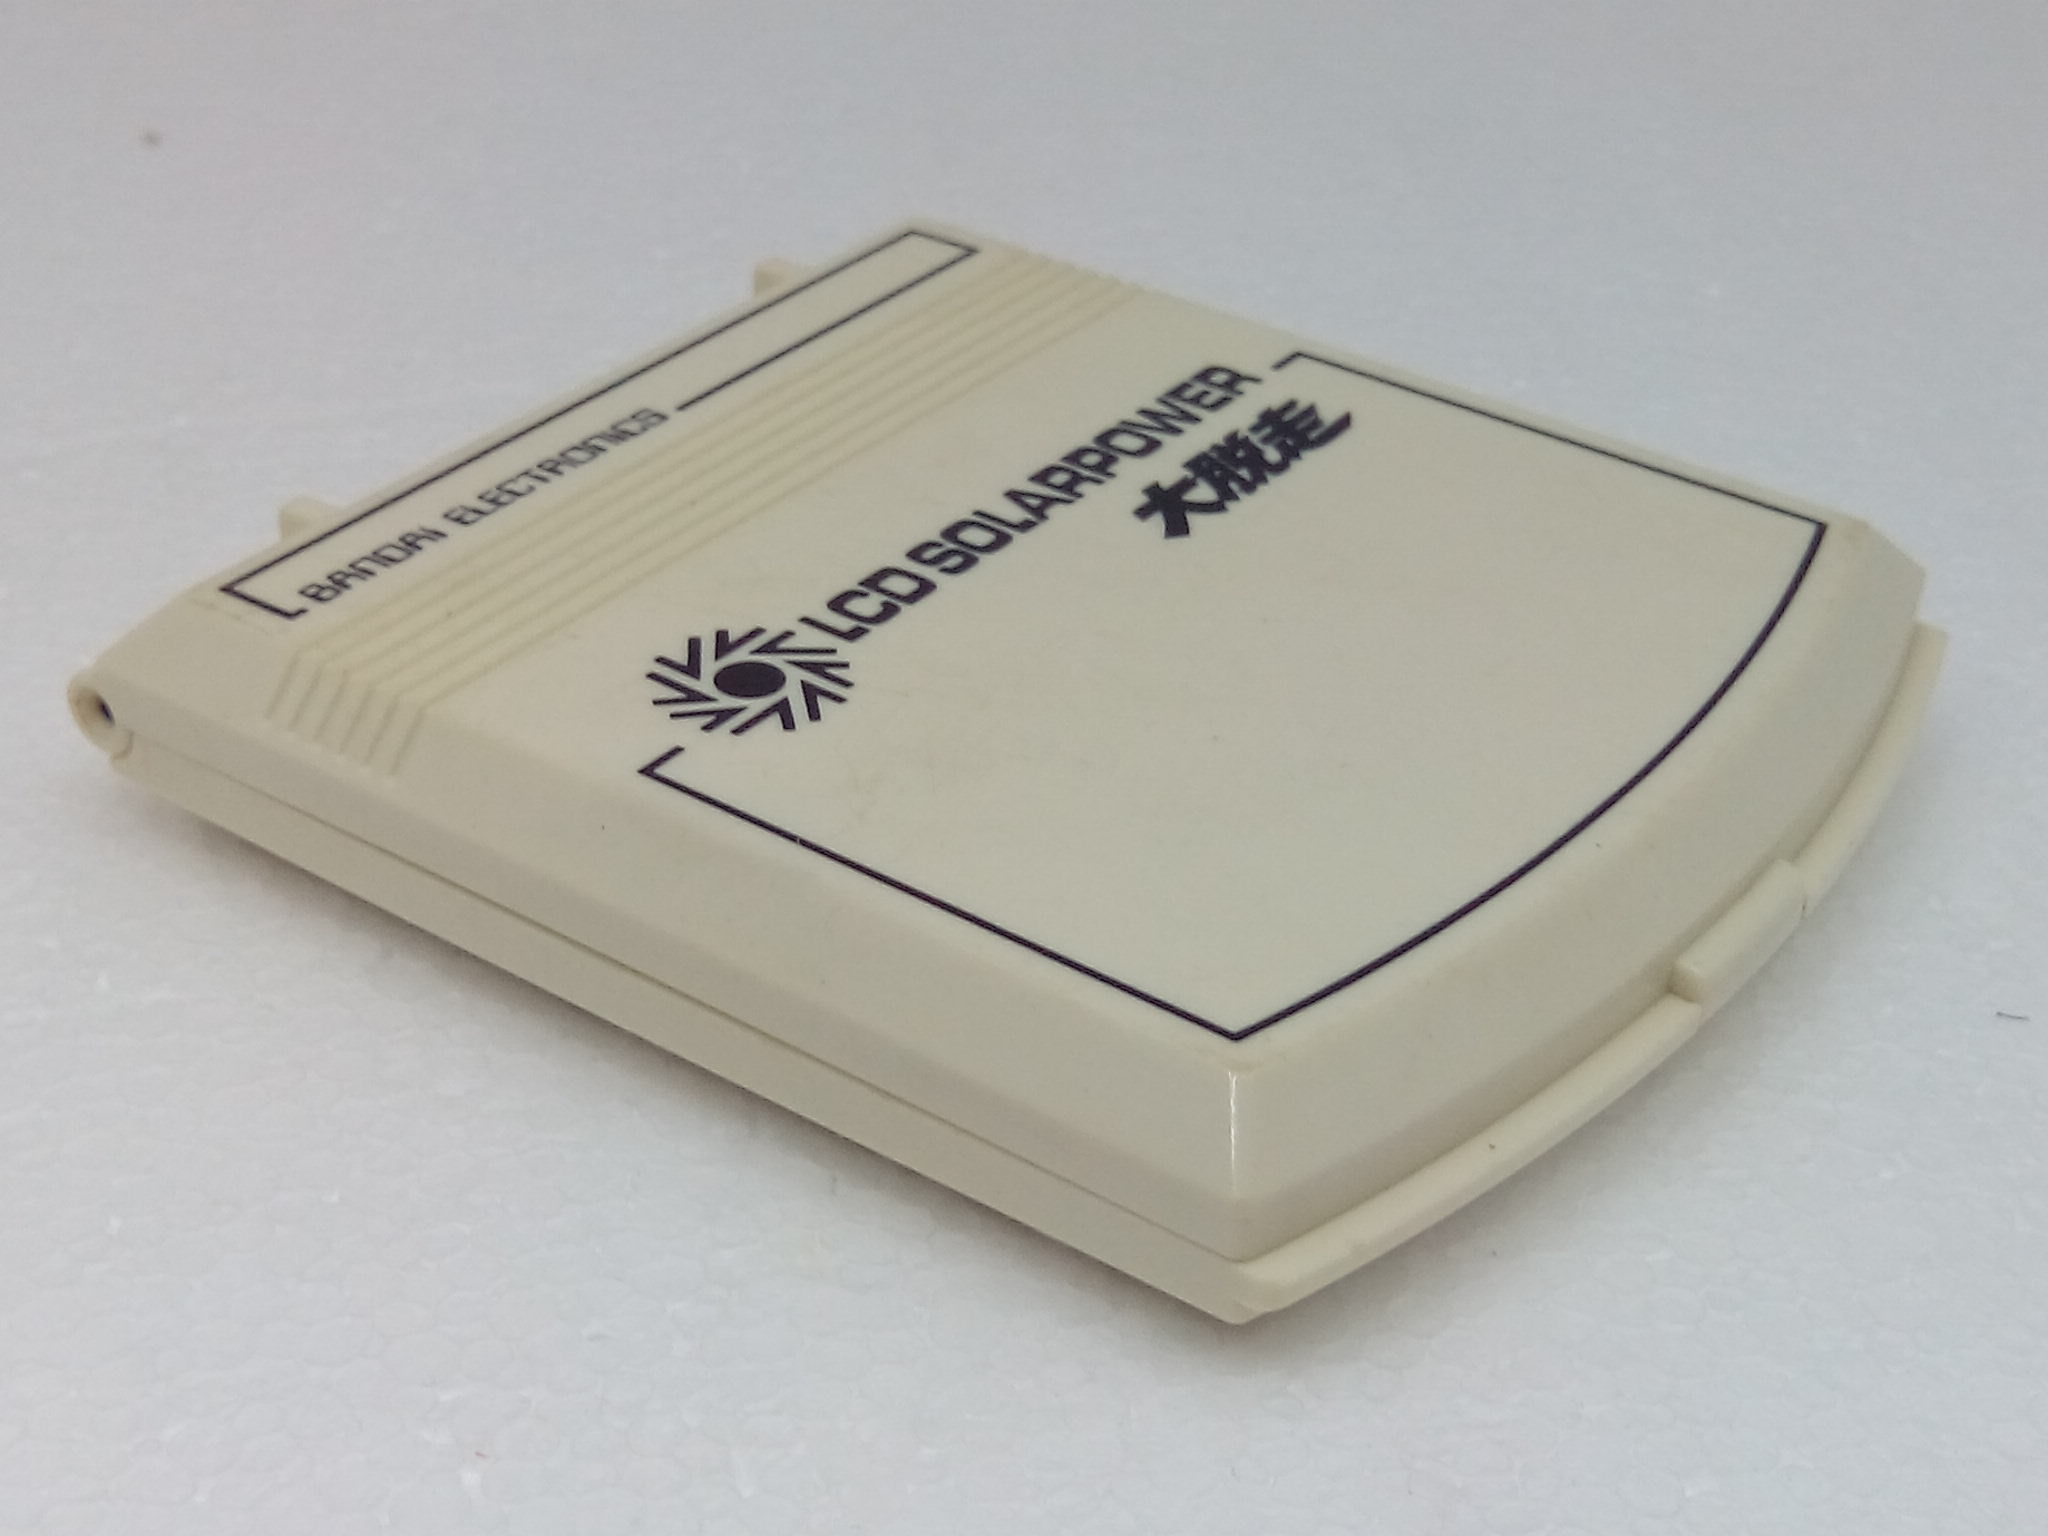 BANDAI ELECTRONICS
LCD SOLARPOWER
大脱走